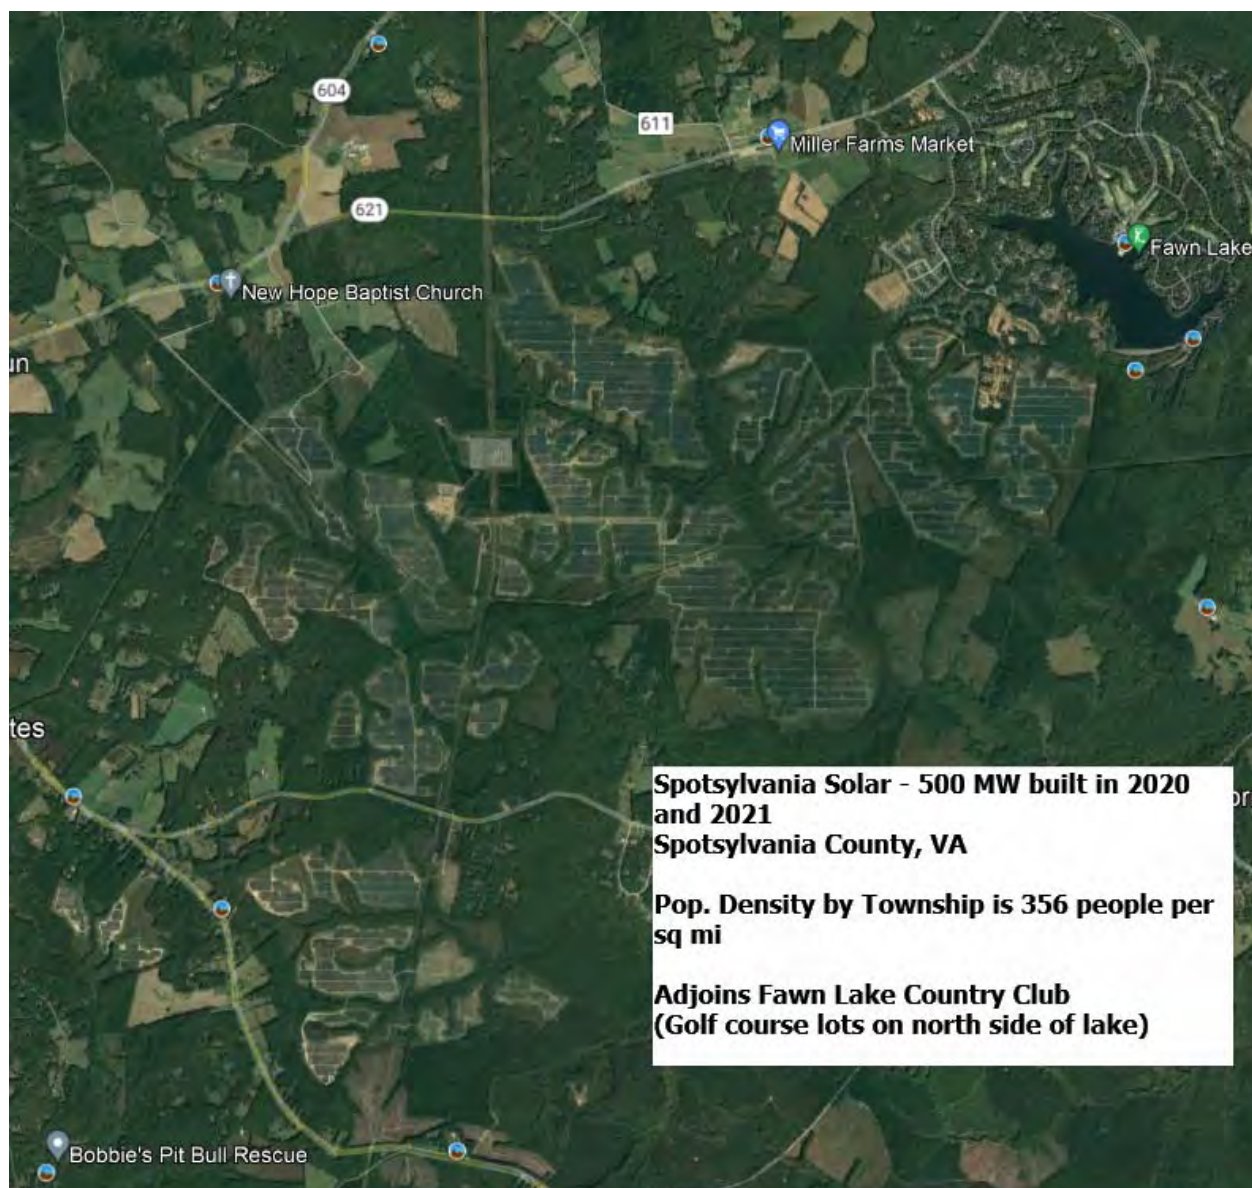 604
611
Miller Farms Market
621
Fawn Lake
New Hope Baptist Church
un
tes
Spotsylvania Solar - 500 MW built in 2020
and 2021
Spotsylvania County, VA
or
Pop. Density by Township is 356 people per
sq mi
Adjoins Fawn Lake Country Club
(Golf course lots on north side of lake)
Bobbie's Pit Bull Rescue